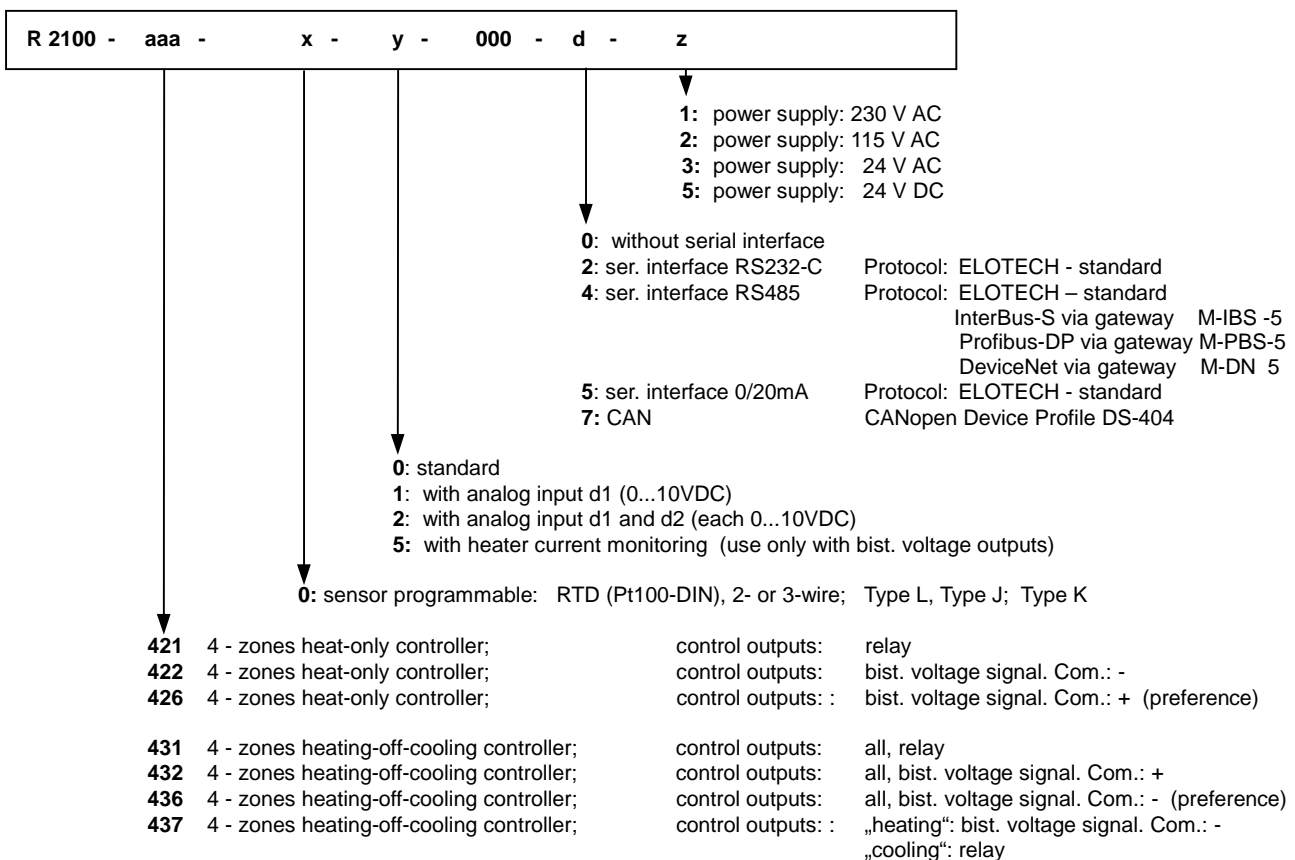 R 2100 - aaa - x - y - 000 - d - z
1: power supply: 230 V AC
2: power supply: 115 V AC
3: power supply: 24 V AC
5: power supply: 24 V DC
0: without serial interface
2: ser. interface RS232-C Protocol: ELOTECH - standard
4: ser. interface RS485 Protocol: ELOTECH – standard
InterBus-S via gateway M-IBS -5
Profibus-DP via gateway M-PBS-5
DeviceNet via gateway M-DN 5
5: ser. interface 0/20mA Protocol: ELOTECH - standard
7: CAN CANopen Device Profile DS-404
0: standard
1: with analog input d1 (0...10VDC)
2: with analog input d1 and d2 (each 0...10VDC)
5: with heater current monitoring (use only with bist. voltage outputs)
0: sensor programmable: RTD (Pt100-DIN), 2- or 3-wire; Type L, Type J; Type K
421 4 - zones heat-only controller; control outputs: relay
422 4 - zones heat-only controller; control outputs: bist. voltage signal. Com.: -
426 4 - zones heat-only controller; control outputs: : bist. voltage signal. Com.: + (preference)
431 4 - zones heating-off-cooling controller; control outputs: all, relay
432 4 - zones heating-off-cooling controller; control outputs: all, bist. voltage signal. Com.: +
436 4 - zones heating-off-cooling controller; control outputs: all, bist. voltage signal. Com.: - (preference)
437 4 - zones heating-off-cooling controller; control outputs: : „heating“: bist. voltage signal. Com.: -
„cooling“: relay